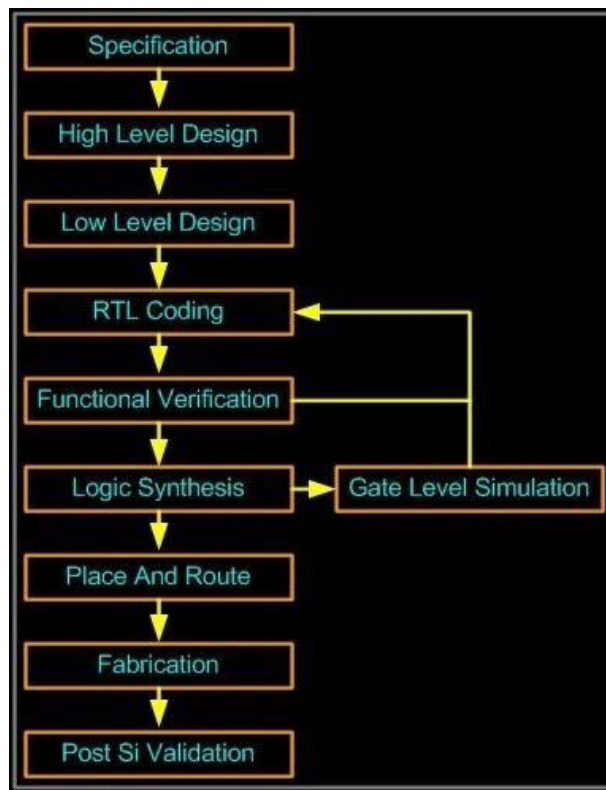 Specification
High Level Design
Low Level Design
RTL Coding
Functional Verification
Logic Synthesis
Gate Level Simulation
Place And Route
Fabrication
Post Si Validation